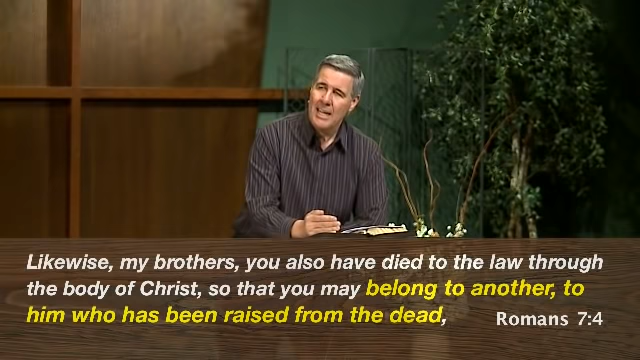 Likewise, my brothers, you also have died to the law through
the body of Christ, so that you may belong to another, to
him who has been raised from the dead,
Romans 7:4